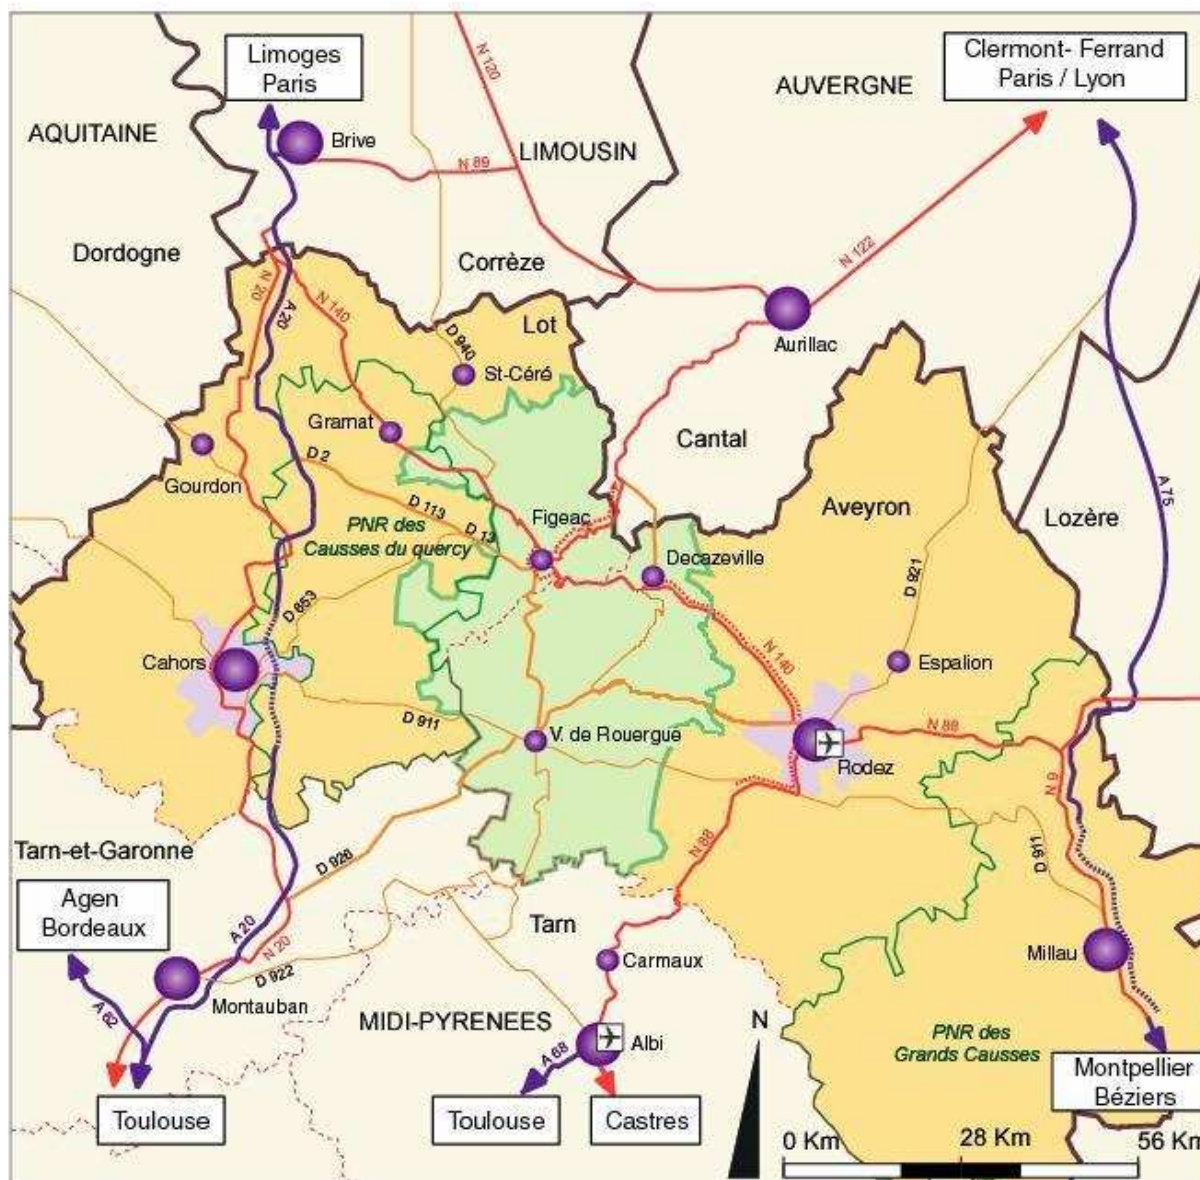 Limoges
Paris
Clermont- Ferrand
Paris / Lyon
N 120
AUVERGNE
AQUITAINE
Brive
N 89
LIMOUSIN
Dordogne
Corrèze
N 122
N 20
A 20
N 140
Lot
D 940
Aurillac
St-Céré
Gramat
Cantal
D 2
Gourdon
A 75
Aveyron
Lozère
D 113
D 13
Figeac
PNR des
Causses du quercy
Decazeville
D 921
D 653
Cahors
N 140
Espalion
D 911
V. de Rouergue
N 88
Rodez
N 9
N 88
D 911
Tarn-et-Garonne
D 926
Agen
Bordeaux
A 20
N 20
Tarn
D 922
Carmaux
Millau
Montauban
A 62
MIDI-PYRENEES
N
Albi
A 68
PNR des
Grands Causses
Montpellier
Béziers
Toulouse
Toulouse
Castres
0 Km
28 Km
56 Km